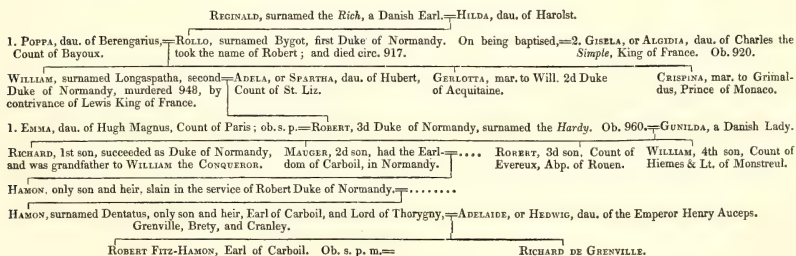 REGINALD, surnamed the Rich, a Danish Earl.=HILDA, dau. of Harolst.
1. POPPA, dau. of Berengarius,=ROLLO, surnamed Bygot, first Duke of Normandy. On being baptised,=2. GISELA, OR ALGIDIA, dau. of Charles the
Count of Bayoux. took the name of Robert; and died circ. 917. Simple, King of France. Ob. 920.
WILLIAM, surnamed Longaspatha, second=ADELA, OR SPARTHA, dau. of Hubert, GERLOTTA, mar. to Will. 2d Duke CRISPINA, mar. to Grimal-
Duke of Normandy, murdered 948, by Count of St. Liz. of Acquitaine. dus, Prince of Monaco.
contrivance of Lewis King of France.
1. EMMA, dau. of Hugh Magnus, Count of Paris; ob. s. p.=ROBERT, 3d Duke of Normandy, surnamed the Hardy. Ob. 960.=GUNILDA, a Danish Lady.
RICHARD, 1st son, succeeded as Duke of Normandy, MAUGER, 2d son, had the Earl-=.... ROBERT, 3d son, Count of WILLIAM, 4th son, Count of
and was grandfather to WILLIAM the CONQUEROR. dom of Carboil, in Normandy. Evereux, Abp. of Rouen. Hiemes & Lt. of Monstreul.
HAMON. only son and heir, slain in the service of Robert Duke of Normandy.=........
HAMON, surnamed Dentatus, only son and heir, Earl of Carboil, and Lord of Thorygny,=ADELAIDE, or HEDWIG, dau. of the Emperor Henry Auceps.
Grenville, Brety, and Cranley.
ROBERT FITZ-HAMON, Earl of Carboil. Ob. s. p. m.= RICHARD DE GRENVILLE.